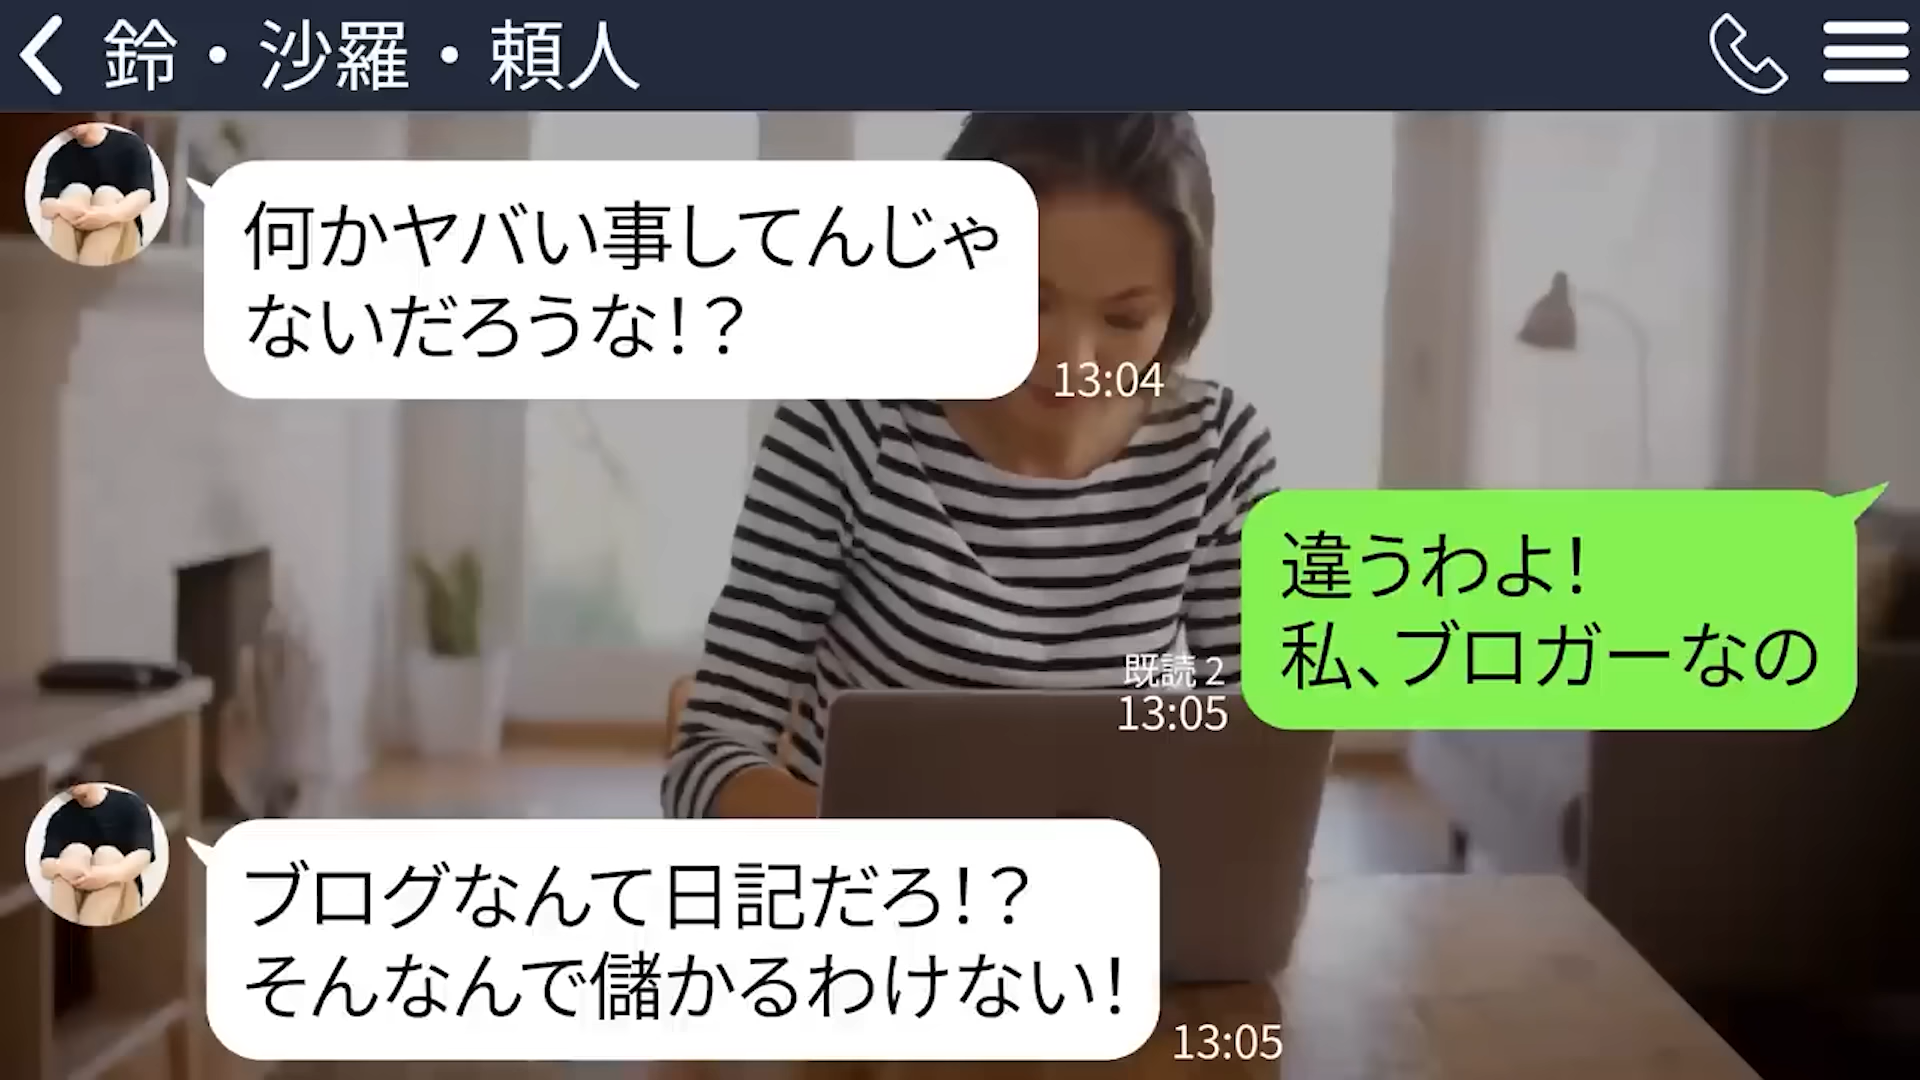 鈴・沙羅・頼人
何かヤバい事してんじゃ
ないだろうな!?
13:04
違うわよ!
私、ブロガーなの
既読 2
13:05
ブログなんて日記だろ!?
そんなんで儲かるわけない!
13:05